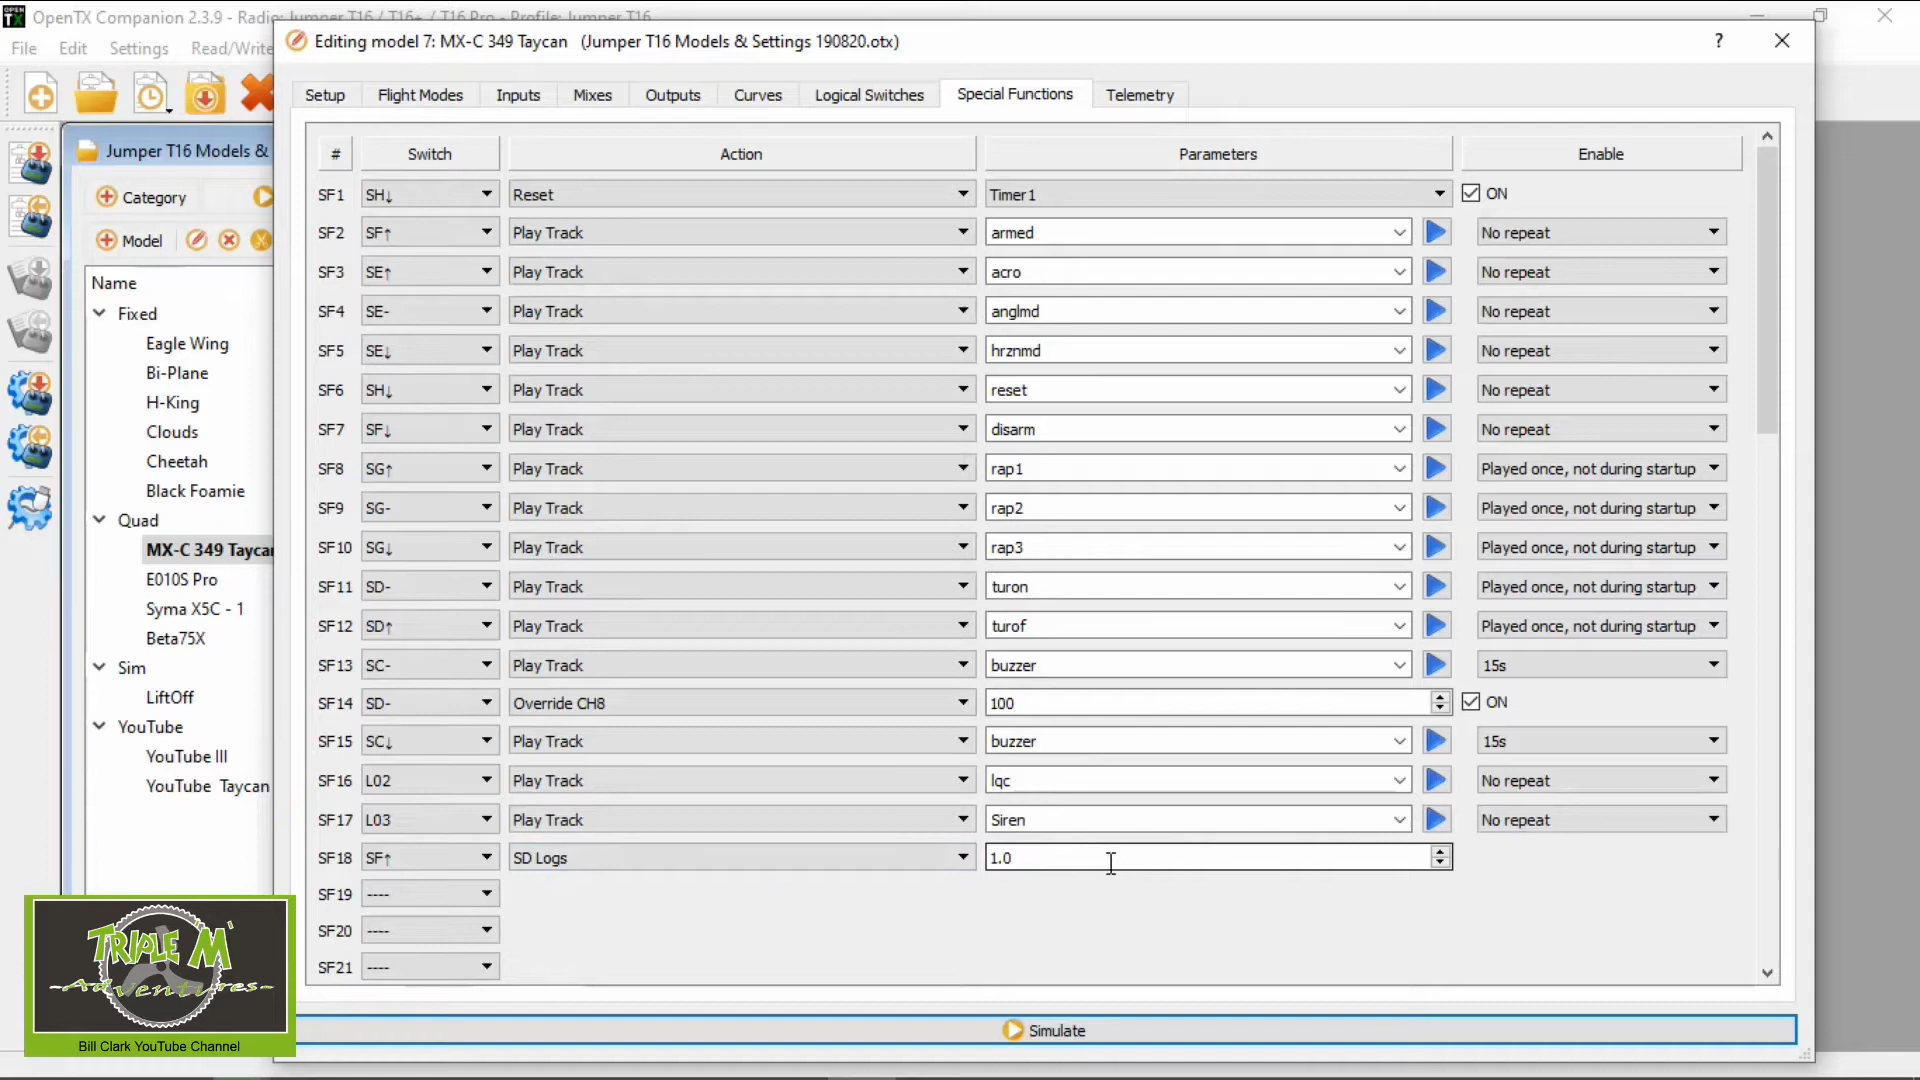 OpenTX Companion 2.3.9 - Radio: Jumper T16 / T16+ / T16 Pro - Profile: Jumper T16
File Edit Settings Read/Write
Editing model 7: MX-C 349 Taycan (Jumper T16 Models & Settings 190820.otx)
?
Setup Flight Modes Inputs Mixes Outputs Curves Logical Switches Special Functions Telemetry
Jumper T16 Models &
Category
Model
Name
Fixed
Eagle Wing
Bi-Plane
H-King
Clouds
Cheetah
Black Foamie
Quad
MX-C 349 Taycan
E010S Pro
Syma X5C - 1
Beta75X
Sim
LiftOff
YouTube
YouTube III
YouTube Taycan
# Switch Action Parameters Enable
SF1 SH↓ Reset Timer1 ON
SF2 SF↑ Play Track armed No repeat
SF3 SE↑ Play Track acro No repeat
SF4 SE- Play Track anglmd No repeat
SF5 SE↓ Play Track hrznmd No repeat
SF6 SH↓ Play Track reset No repeat
SF7 SF↓ Play Track disarm No repeat
SF8 SG↑ Play Track rap1 Played once, not during startup
SF9 SG- Play Track rap2 Played once, not during startup
SF10 SG↓ Play Track rap3 Played once, not during startup
SF11 SD- Play Track turon Played once, not during startup
SF12 SD↑ Play Track turof Played once, not during startup
SF13 SC- Play Track buzzer 15s
SF14 SD- Override CH8 100 ON
SF15 SC↓ Play Track buzzer 15s
SF16 L02 Play Track lqc No repeat
SF17 L03 Play Track Siren No repeat
SF18 SF↑ SD Logs 1.0
SF19 ----
SF20 ----
SF21 ----
Simulate
TRIPLE M
-Adventures-
Bill Clark YouTube Channel